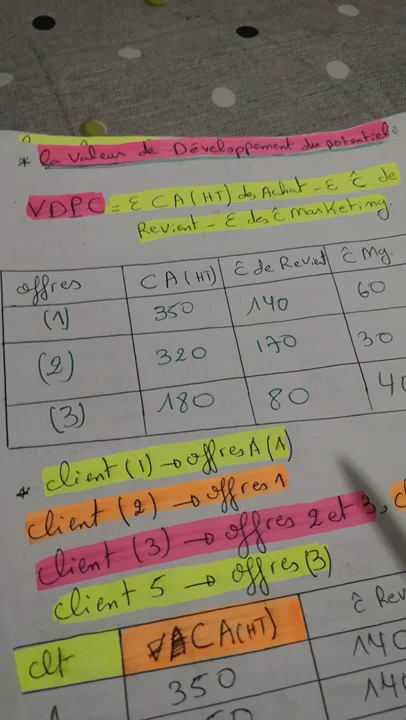 * La valeur de Développement du potentiel:
VDPC = Σ CA(HT) des Achat - Σ Ĉ de
Revient - Σ des Ĉ marketing.
offres CA(HT) Ĉ de Revient Ĉ Mg.
(1) 350 140 60
(2) 320 170 30
(3) 180 80 40
* client (1) → offres A (1)
client (2) → offres 1
client (3) → offres 2 et 3,
client 5 → offres (3)
clt CA(HT) Ĉ Rev
350 140